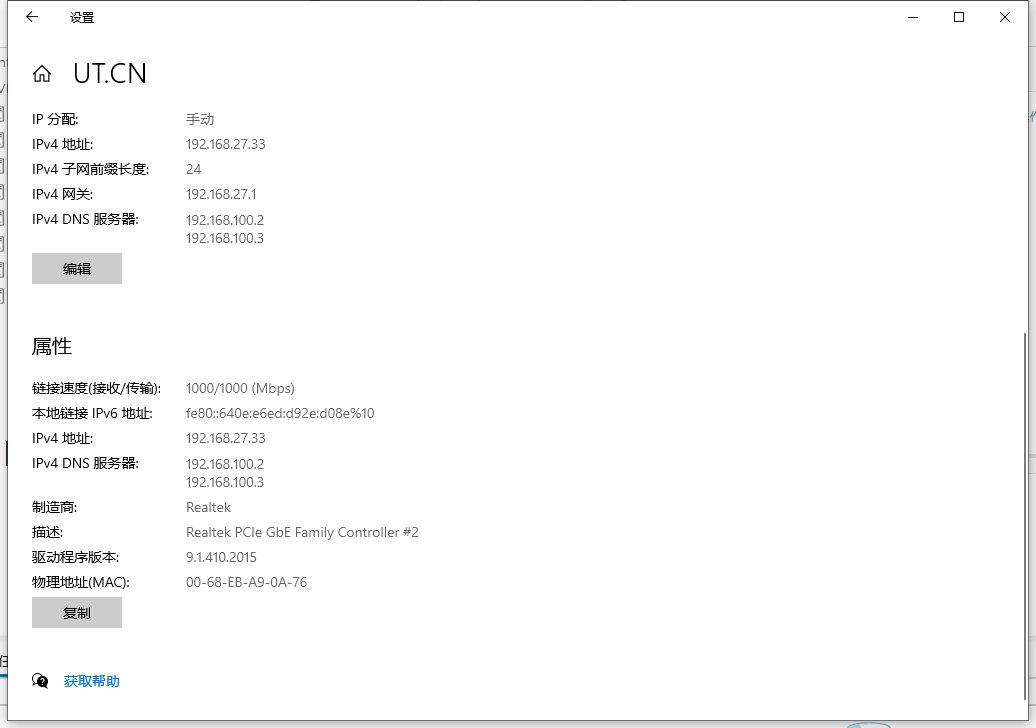 设置
UT.CN
IP 分配: 手动
IPv4 地址: 192.168.27.33
IPv4 子网前缀长度: 24
IPv4 网关: 192.168.27.1
IPv4 DNS 服务器: 192.168.100.2
192.168.100.3
编辑
属性
链接速度(接收/传输): 1000/1000 (Mbps)
本地链接 IPv6 地址: fe80::640e:e6ed:d92e:d08e%10
IPv4 地址: 192.168.27.33
IPv4 DNS 服务器: 192.168.100.2
192.168.100.3
制造商: Realtek
描述: Realtek PCIe GbE Family Controller #2
驱动程序版本: 9.1.410.2015
物理地址(MAC): 00-68-EB-A9-0A-76
复制
获取帮助